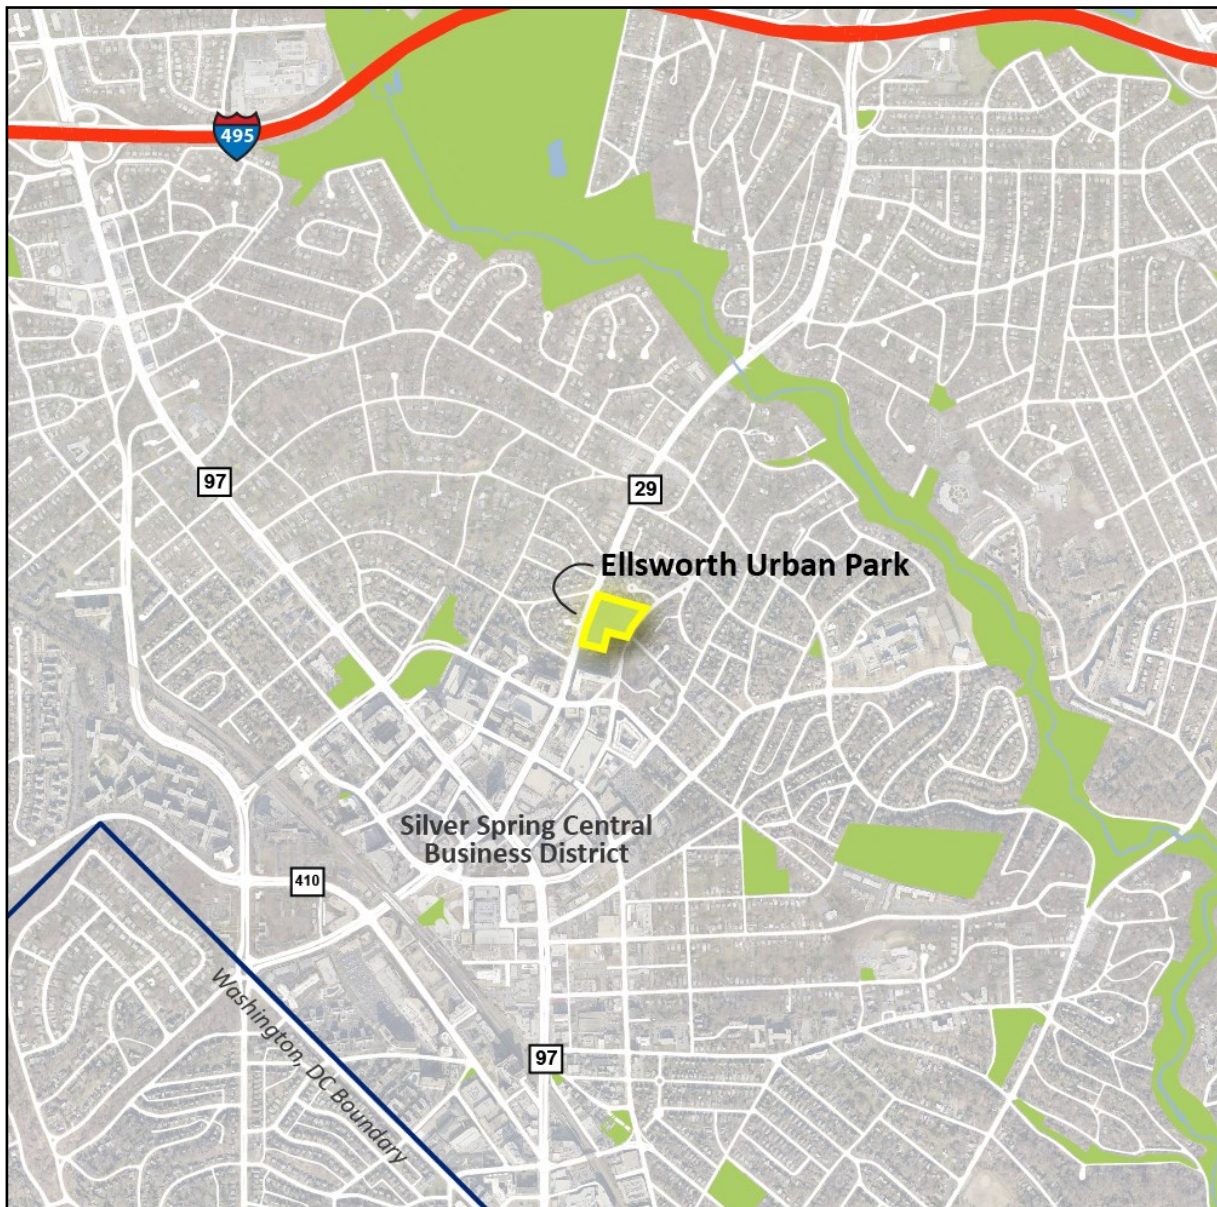 495
97
29
Ellsworth Urban Park
Silver Spring Central
Business District
410
Washington, DC Boundary
97